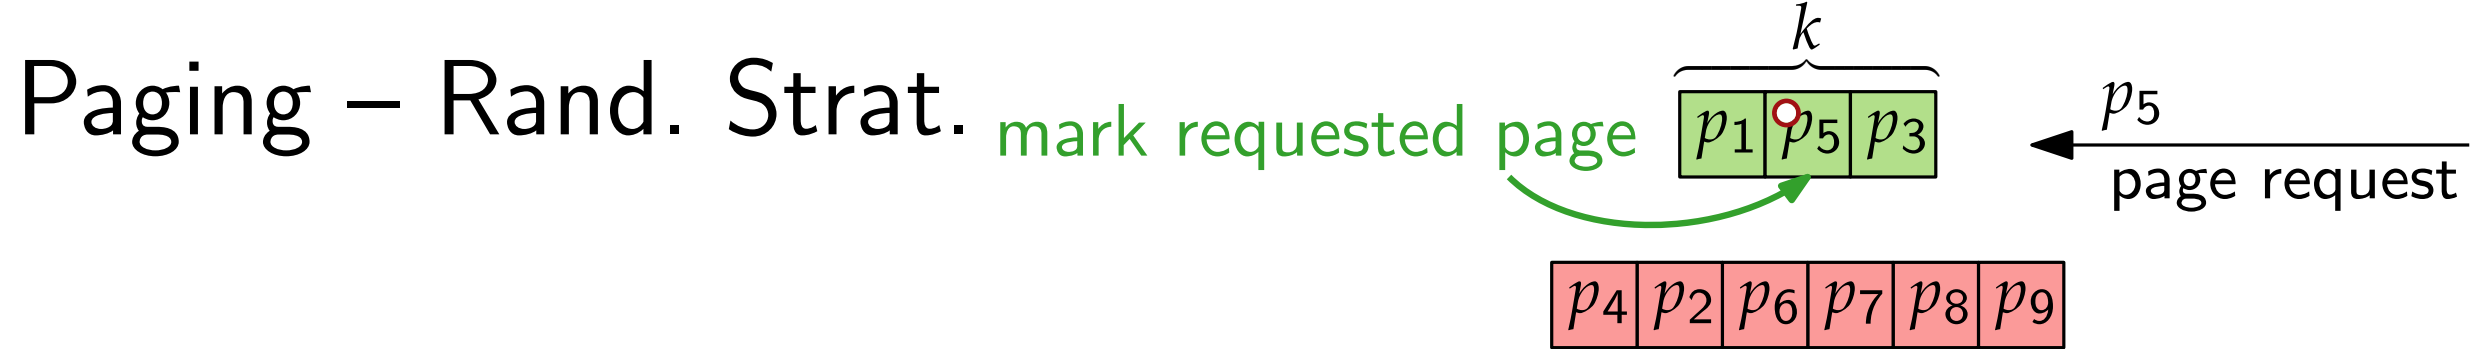 k
Paging – Rand. Strat.
mark requested page
p1 p5 p3
p5
page request
p4 p2 p6 p7 p8 p9